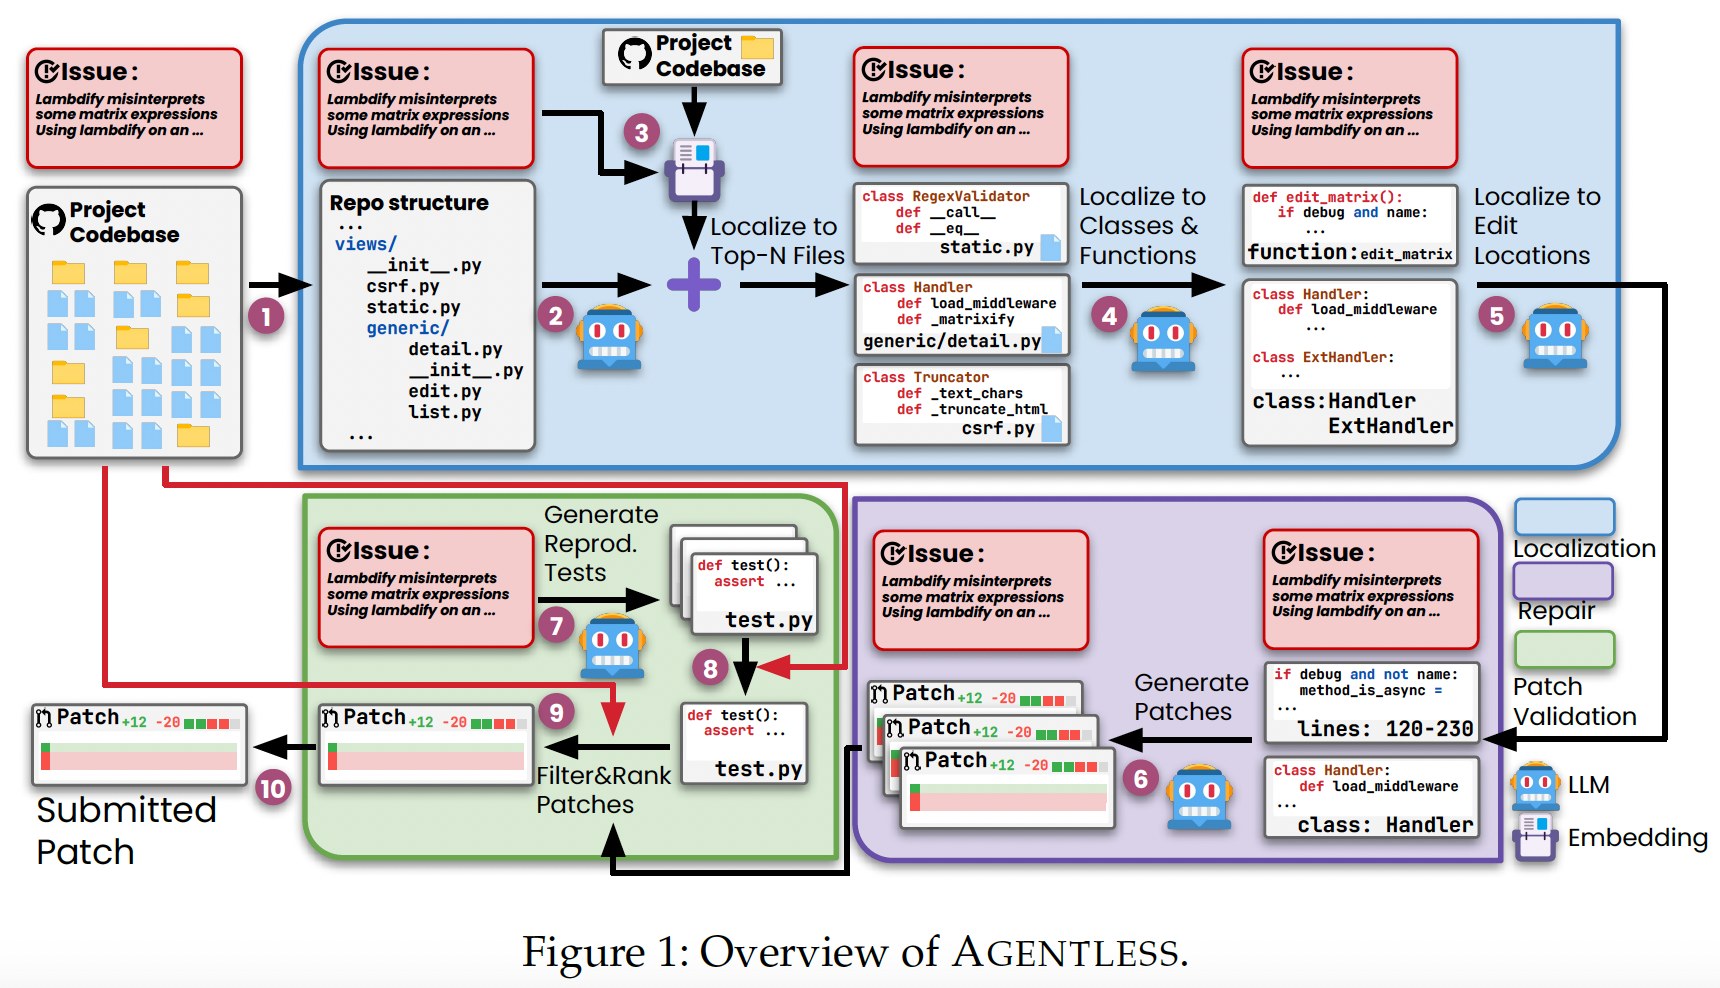 Issue:
Lambdify misinterprets
some matrix expressions
Using lambdify on an ...
Project
Codebase
1
Issue:
Lambdify misinterprets
some matrix expressions
Using lambdify on an ...
Repo structure
...
views/
__init__.py
csrf.py
static.py
generic/
detail.py
__init__.py
edit.py
list.py
...
2
Project
Codebase
3
Localize to
Top-N Files
Issue:
Lambdify misinterprets
some matrix expressions
Using lambdify on an ...
class RegexValidator
def __call__
def __eq__
static.py
class Handler
def load_middleware
def _matrixify
generic/detail.py
class Truncator
def _text_chars
def _truncate_html
csrf.py
Localize to
Classes &
Functions
4
Issue:
Lambdify misinterprets
some matrix expressions
Using lambdify on an ...
def edit_matrix():
if debug and name:
...
function:edit_matrix
class Handler:
def load_middleware
...
class ExtHandler:
...
class:Handler
ExtHandler
Localize to
Edit
Locations
5
Localization
Repair
Patch
Validation
LLM
Embedding
Issue:
Lambdify misinterprets
some matrix expressions
Using lambdify on an ...
if debug and not name:
method_is_async =
...
lines: 120-230
class Handler:
def load_middleware
...
class: Handler
Generate
Patches
6
Issue:
Lambdify misinterprets
some matrix expressions
Using lambdify on an ...
Patch +12 -20
Patch +12 -20
Patch +12 -20
Issue:
Lambdify misinterprets
some matrix expressions
Using lambdify on an ...
Generate
Reprod.
Tests
7
def test():
assert ...
test.py
8
def test():
assert ...
test.py
9
Filter&Rank
Patches
Patch +12 -20
10
Patch +12 -20
Submitted
Patch
Figure 1: Overview of AGENTLESS.